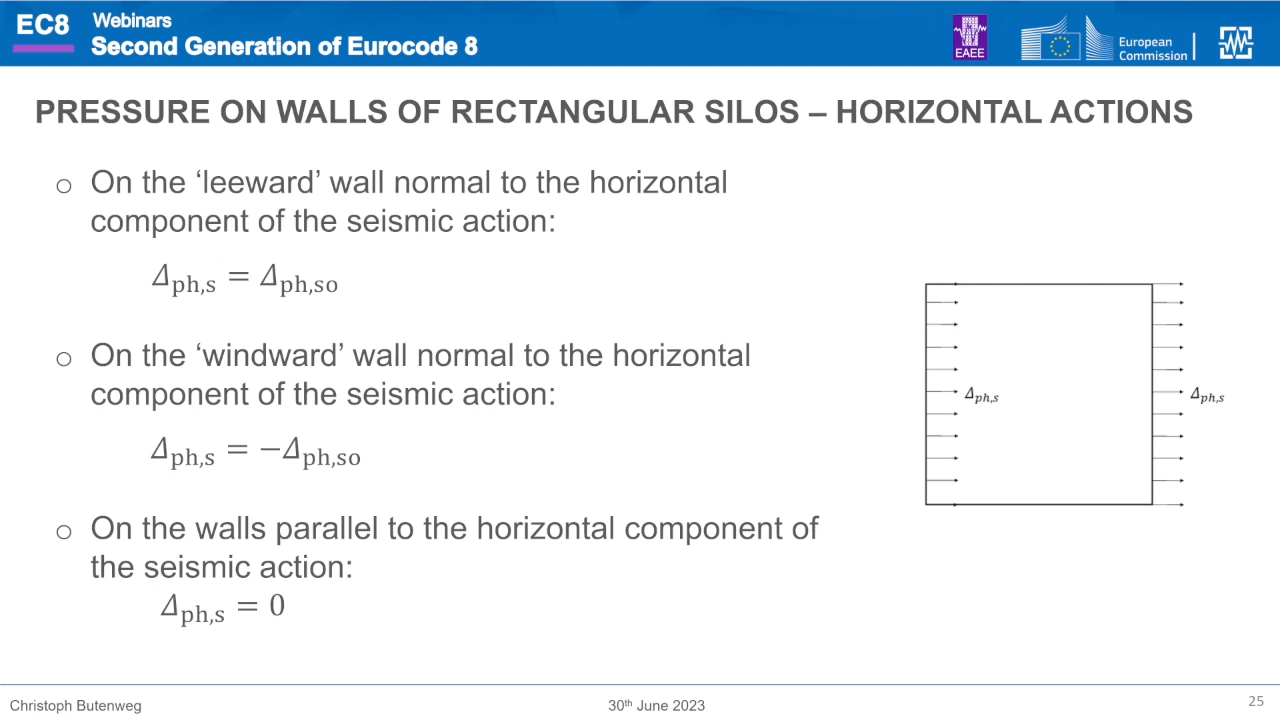 EC8
Webinars
Second Generation of Eurocode 8
EAEE
European
Commission
PRESSURE ON WALLS OF RECTANGULAR SILOS – HORIZONTAL ACTIONS
o On the ‘leeward’ wall normal to the horizontal
component of the seismic action:
𝛥ph,s = 𝛥ph,so
o On the ‘windward’ wall normal to the horizontal
component of the seismic action:
𝛥ph,s = −𝛥ph,so
o On the walls parallel to the horizontal component of
the seismic action:
𝛥ph,s = 0
𝛥ph,s
𝛥ph,s
Christoph Butenweg
30th June 2023
25